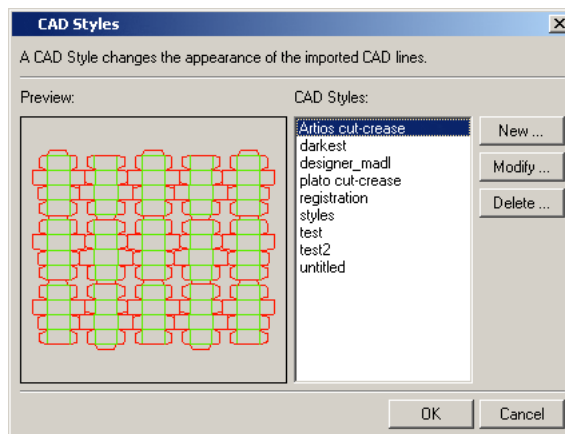 CAD Styles
A CAD Style changes the appearance of the imported CAD lines.
Preview:
CAD Styles:
Artios cut-crease
darkest
designer_madl
plato cut-crease
registration
styles
test
test2
untitled
New ...
Modify ...
Delete ...
OK
Cancel